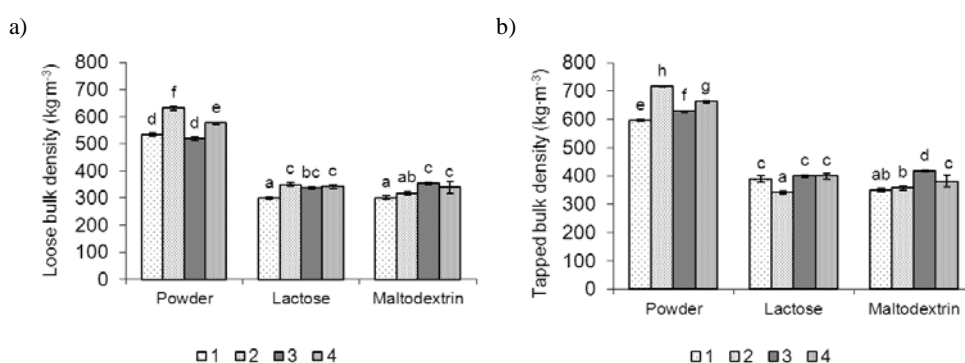 a)
Loose bulk density (kgm⁻³)
800
700
600
500
400
300
200
100
0
d f d e
a c bc c
a ab c c
Powder Lactose Maltodextrin
1 2 3 4
b)
Tapped bulk density (kg·m⁻³)
800
700
600
500
400
300
200
100
0
e h f g
c a c c
ab b d c
Powder Lactose Maltodextrin
1 2 3 4